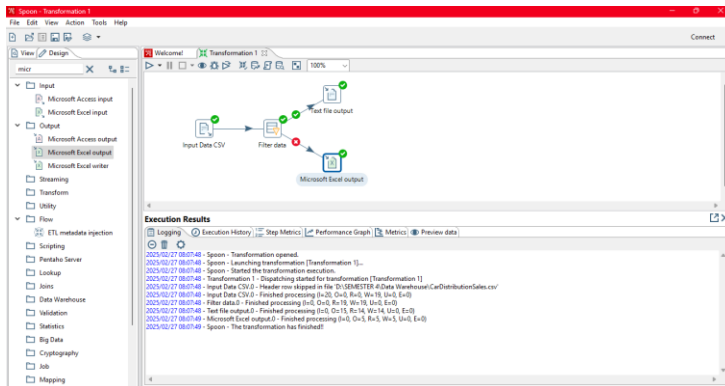 Spoon - Transformation 1
File Edit View Action Tools Help
Connect
View Design
micr
Input
Microsoft Access input
Microsoft Excel input
Output
Microsoft Access output
Microsoft Excel output
Microsoft Excel writer
Streaming
Transform
Utility
Flow
ETL metadata injection
Scripting
Pentaho Server
Lookup
Joins
Data Warehouse
Validation
Statistics
Big Data
Cryptography
Job
Mapping
Welcome! Transformation 1
100%
Text file output
Input Data CSV Filter data
Microsoft Excel output
Execution Results
Logging Execution History Step Metrics Performance Graph Metrics Preview data
2025/02/27 08:07:48 - Spoon - Transformation opened.
2025/02/27 08:07:48 - Spoon - Launching transformation [Transformation 1]...
2025/02/27 08:07:48 - Spoon - Started the transformation execution.
2025/02/27 08:07:48 - Transformation 1 - Dispatching started for transformation [Transformation 1]
2025/02/27 08:07:48 - Input Data CSV.0 - Header row skipped in file 'D:\SEMESTER 4\Data Warehouse\CarDistributionSales.csv'
2025/02/27 08:07:48 - Input Data CSV.0 - Finished processing (I=20, O=0, R=0, W=19, U=0, E=0)
2025/02/27 08:07:48 - Filter data.0 - Finished processing (I=0, O=0, R=19, W=19, U=0, E=0)
2025/02/27 08:07:48 - Text file output.0 - Finished processing (I=0, O=15, R=14, W=14, U=0, E=0)
2025/02/27 08:07:49 - Microsoft Excel output.0 - Finished processing (I=0, O=5, R=5, W=5, U=0, E=0)
2025/02/27 08:07:49 - Spoon - The transformation has finished!!